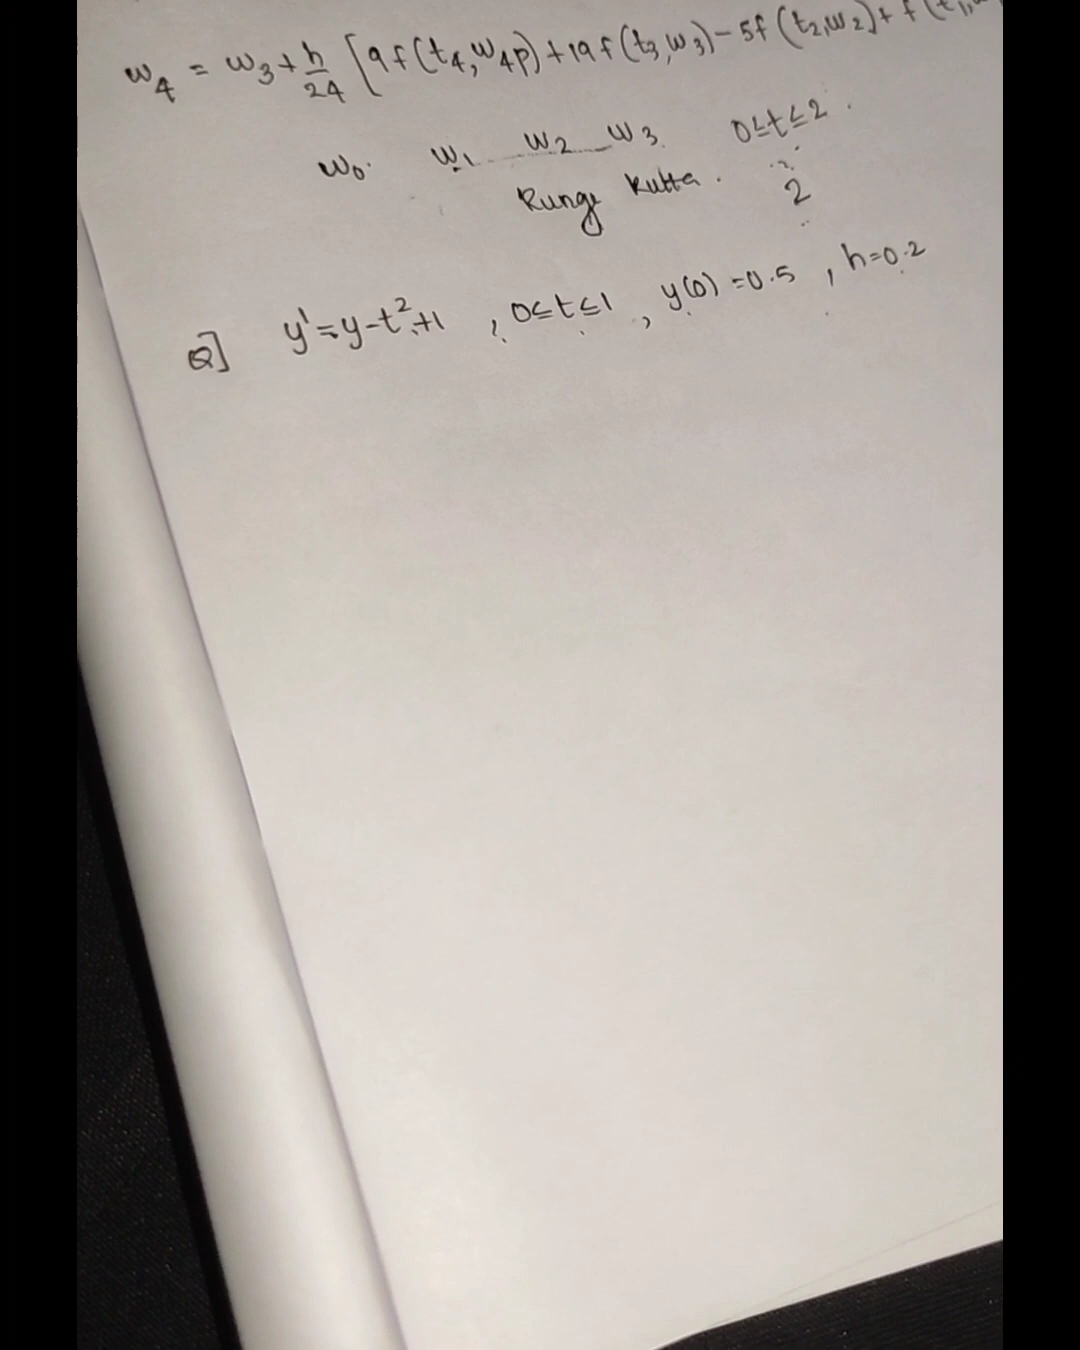 w₄ = w₃ + h/24 [9f(t₄,w₄p) + 19f(t₃,w₃) - 5f(t₂,w₂) + f(t₁,
w₀ w₁ w₂ w₃ 0≤t≤2
Runge Kutta. 2
Q] y' = y-t²+1 , 0≤t≤1 , y(0) = 0.5 , h=0.2